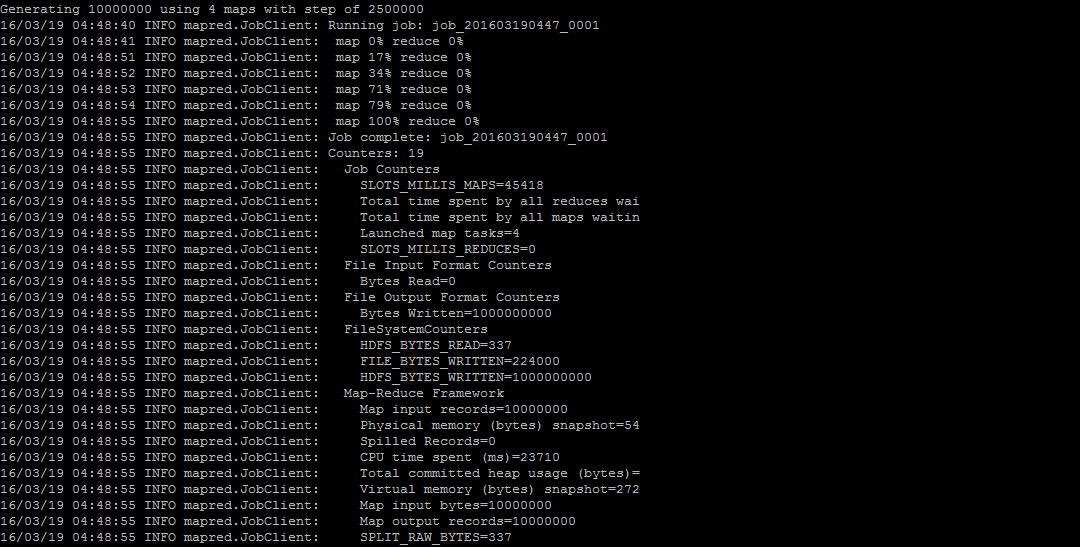 Generating 10000000 using 4 maps with step of 2500000
16/03/19 04:48:40 INFO mapred.JobClient: Running job: job_201603190447_0001
16/03/19 04:48:41 INFO mapred.JobClient:  map 0% reduce 0%
16/03/19 04:48:51 INFO mapred.JobClient:  map 17% reduce 0%
16/03/19 04:48:52 INFO mapred.JobClient:  map 34% reduce 0%
16/03/19 04:48:53 INFO mapred.JobClient:  map 71% reduce 0%
16/03/19 04:48:54 INFO mapred.JobClient:  map 79% reduce 0%
16/03/19 04:48:55 INFO mapred.JobClient:  map 100% reduce 0%
16/03/19 04:48:55 INFO mapred.JobClient: Job complete: job_201603190447_0001
16/03/19 04:48:55 INFO mapred.JobClient: Counters: 19
16/03/19 04:48:55 INFO mapred.JobClient:   Job Counters
16/03/19 04:48:55 INFO mapred.JobClient:     SLOTS_MILLIS_MAPS=45418
16/03/19 04:48:55 INFO mapred.JobClient:     Total time spent by all reduces wai
16/03/19 04:48:55 INFO mapred.JobClient:     Total time spent by all maps waitin
16/03/19 04:48:55 INFO mapred.JobClient:     Launched map tasks=4
16/03/19 04:48:55 INFO mapred.JobClient:     SLOTS_MILLIS_REDUCES=0
16/03/19 04:48:55 INFO mapred.JobClient:   File Input Format Counters
16/03/19 04:48:55 INFO mapred.JobClient:     Bytes Read=0
16/03/19 04:48:55 INFO mapred.JobClient:   File Output Format Counters
16/03/19 04:48:55 INFO mapred.JobClient:     Bytes Written=1000000000
16/03/19 04:48:55 INFO mapred.JobClient:   FileSystemCounters
16/03/19 04:48:55 INFO mapred.JobClient:     HDFS_BYTES_READ=337
16/03/19 04:48:55 INFO mapred.JobClient:     FILE_BYTES_WRITTEN=224000
16/03/19 04:48:55 INFO mapred.JobClient:     HDFS_BYTES_WRITTEN=1000000000
16/03/19 04:48:55 INFO mapred.JobClient:   Map-Reduce Framework
16/03/19 04:48:55 INFO mapred.JobClient:     Map input records=10000000
16/03/19 04:48:55 INFO mapred.JobClient:     Physical memory (bytes) snapshot=54
16/03/19 04:48:55 INFO mapred.JobClient:     Spilled Records=0
16/03/19 04:48:55 INFO mapred.JobClient:     CPU time spent (ms)=23710
16/03/19 04:48:55 INFO mapred.JobClient:     Total committed heap usage (bytes)=
16/03/19 04:48:55 INFO mapred.JobClient:     Virtual memory (bytes) snapshot=272
16/03/19 04:48:55 INFO mapred.JobClient:     Map input bytes=10000000
16/03/19 04:48:55 INFO mapred.JobClient:     Map output records=10000000
16/03/19 04:48:55 INFO mapred.JobClient:     SPLIT_RAW_BYTES=337